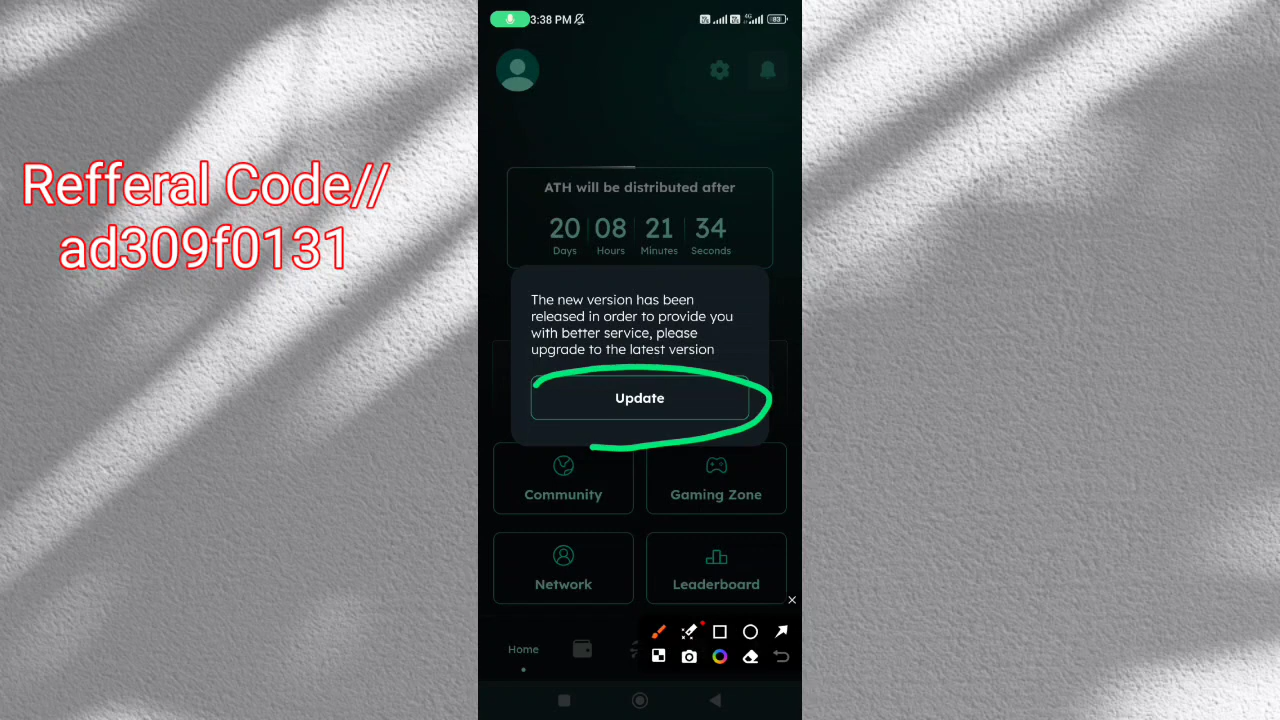 Refferal Code//
ad309f0131
3:38 PM
4G
83
ATH will be distributed after
20 08 21 34
Days Hours Minutes Seconds
The new version has been
released in order to provide you
with better service, please
upgrade to the latest version
Update
Community
Gaming Zone
Network
Leaderboard
Home